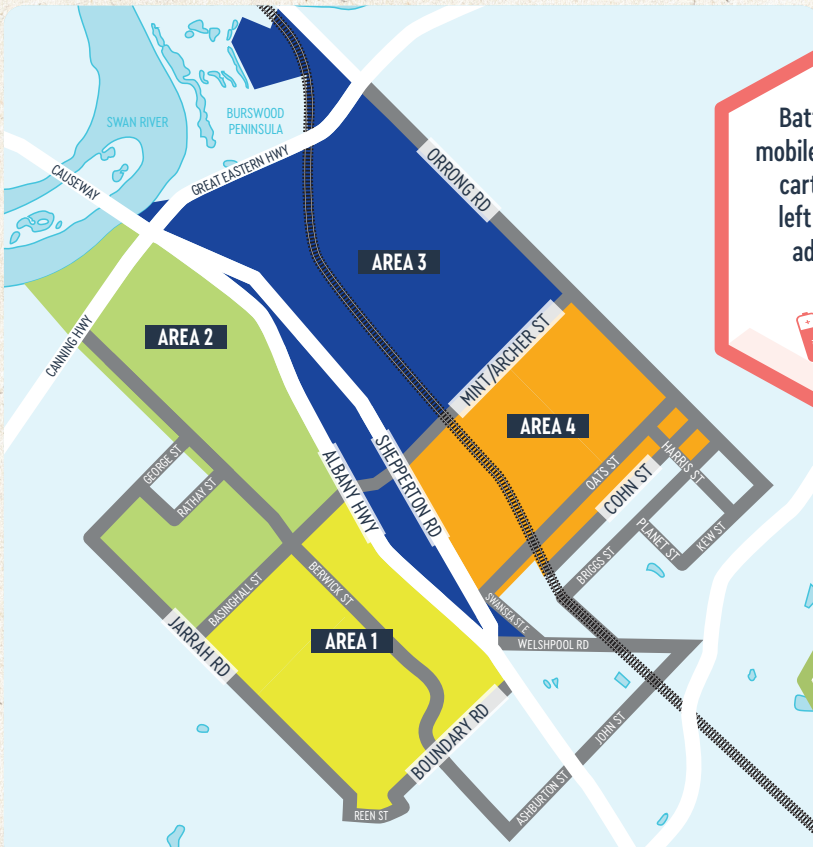 SWAN RIVER
BURSWOOD
PENINSULA
CAUSEWAY
GREAT EASTERN HWY
ORRONG RD
AREA 3
CANNING HWY
AREA 2
MINT/ARCHER ST
AREA 4
GEORGE ST
RATHAY ST
ALBANY HWY
SHEPPERTON RD
OATS ST
HARRIS ST
COHN ST
PLANET ST
KEW ST
BRIGGS ST
SWANSEA ST E
WELSHPOOL RD
BASINGHALL ST
BERWICK ST
AREA 1
JARRAH RD
BOUNDARY RD
JOHN ST
ASHBURTON ST
REEN ST
Bat
mobile
cart
left
ad